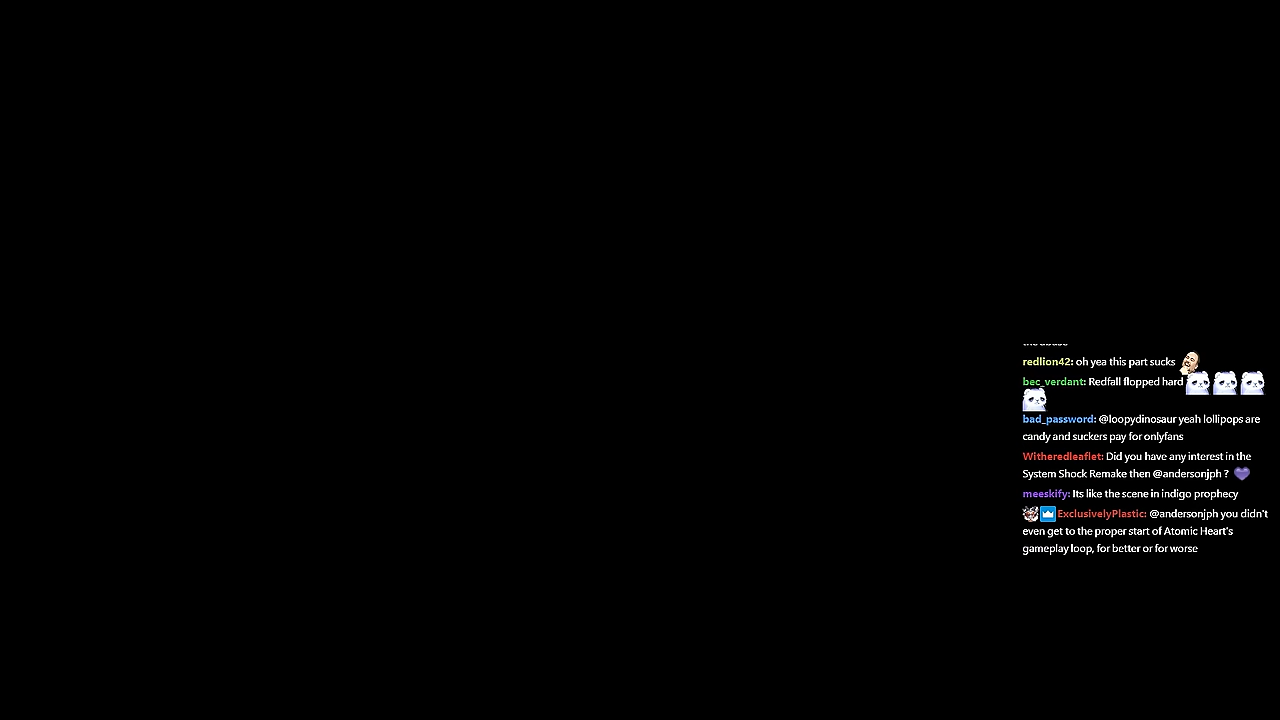 redlion42: oh yea this part sucks
bec_verdant: Redfall flopped hard
bad_password: @loopydinosaur yeah lollipops are
candy and suckers pay for onlyfans
Witheredleaflet: Did you have any interest in the
System Shock Remake then @andersonjph ?
meeskify: Its like the scene in indigo prophecy
ExclusivelyPlastic: @andersonjph you didn't
even get to the proper start of Atomic Heart's
gameplay loop, for better or for worse